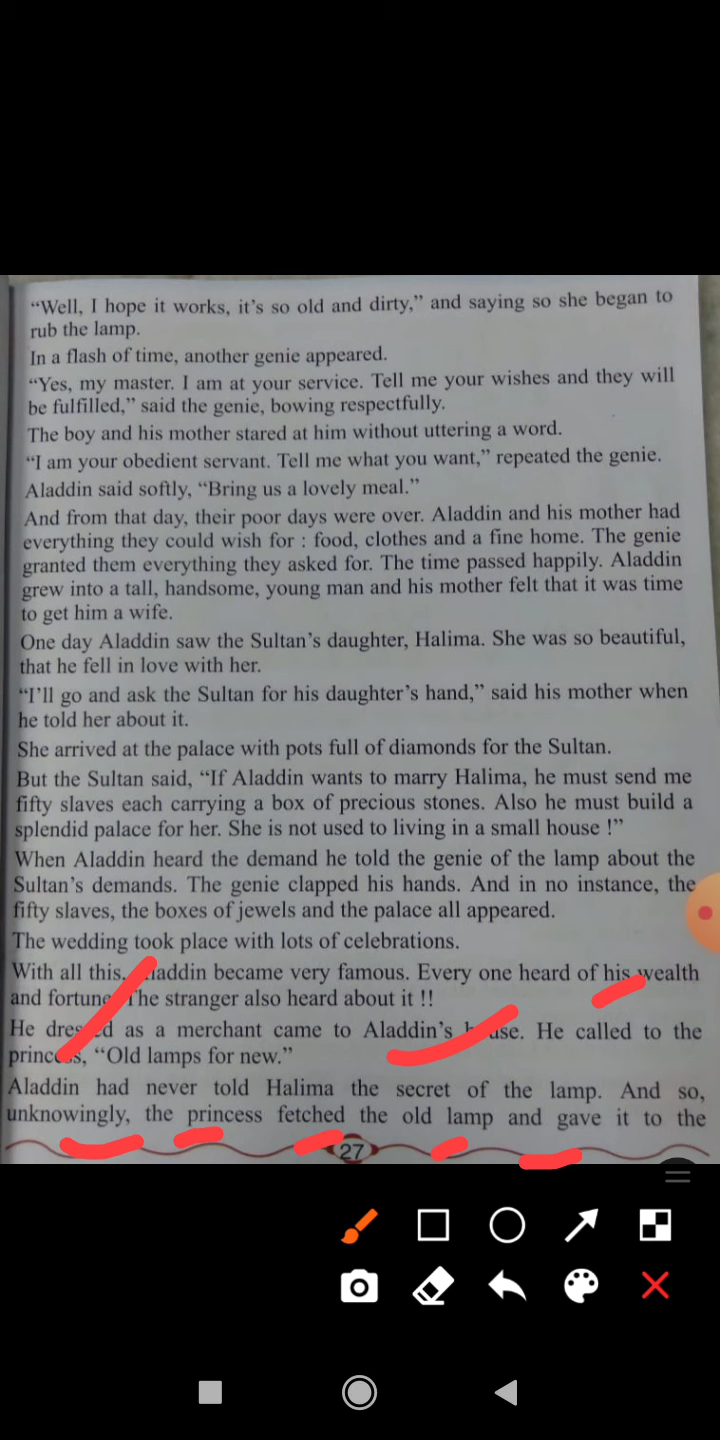 “Well, I hope it works, it’s so old and dirty,” and saying so she began to
rub the lamp.
In a flash of time, another genie appeared.
“Yes, my master. I am at your service. Tell me your wishes and they will
be fulfilled,” said the genie, bowing respectfully.
The boy and his mother stared at him without uttering a word.
“I am your obedient servant. Tell me what you want,” repeated the genie.
Aladdin said softly, “Bring us a lovely meal.”
And from that day, their poor days were over. Aladdin and his mother had
everything they could wish for : food, clothes and a fine home. The genie
granted them everything they asked for. The time passed happily. Aladdin
grew into a tall, handsome, young man and his mother felt that it was time
to get him a wife.
One day Aladdin saw the Sultan’s daughter, Halima. She was so beautiful,
that he fell in love with her.
“I’ll go and ask the Sultan for his daughter’s hand,” said his mother when
he told her about it.
She arrived at the palace with pots full of diamonds for the Sultan.
But the Sultan said, “If Aladdin wants to marry Halima, he must send me
fifty slaves each carrying a box of precious stones. Also he must build a
splendid palace for her. She is not used to living in a small house !”
When Aladdin heard the demand he told the genie of the lamp about the
Sultan’s demands. The genie clapped his hands. And in no instance, the
fifty slaves, the boxes of jewels and the palace all appeared.
The wedding took place with lots of celebrations.
With all this, Aladdin became very famous. Every one heard of his wealth
and fortune. The stranger also heard about it !!
He dressed as a merchant came to Aladdin’s house. He called to the
princess, “Old lamps for new.”
Aladdin had never told Halima the secret of the lamp. And so,
unknowingly, the princess fetched the old lamp and gave it to the
27